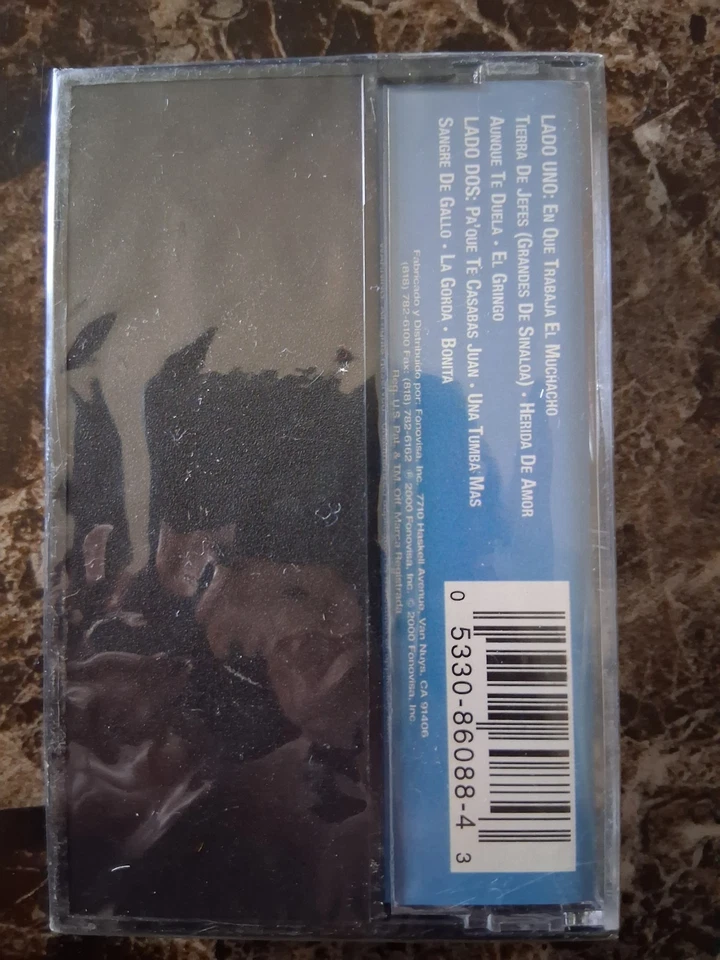 LADO UNO: EN QUE TRABAJA EL MUCHACHO
TIERRA DE JEFES (GRANDES DE SINALOA) • HERIDA DE AMOR
AUNQUE TE DUELA • EL GRINGO
LADO DOS: PA'QUE TE CASABAS JUAN • UNA TUMBA MAS
SANGRE DE GALLO • LA GORDA • BONITA
Fabricado y Distribuido por: Fonovisa, Inc. 7710 Haskell Avenue, Van Nuys, CA 91406
(818) 782-6100 Fax: (818) 782-6162 ℗ 2000 Fonovisa, Inc. © 2000 Fonovisa, Inc.
Reg. U.S. Pat. & TM. Off. Marca Registrada
0 5330-86088-4 3